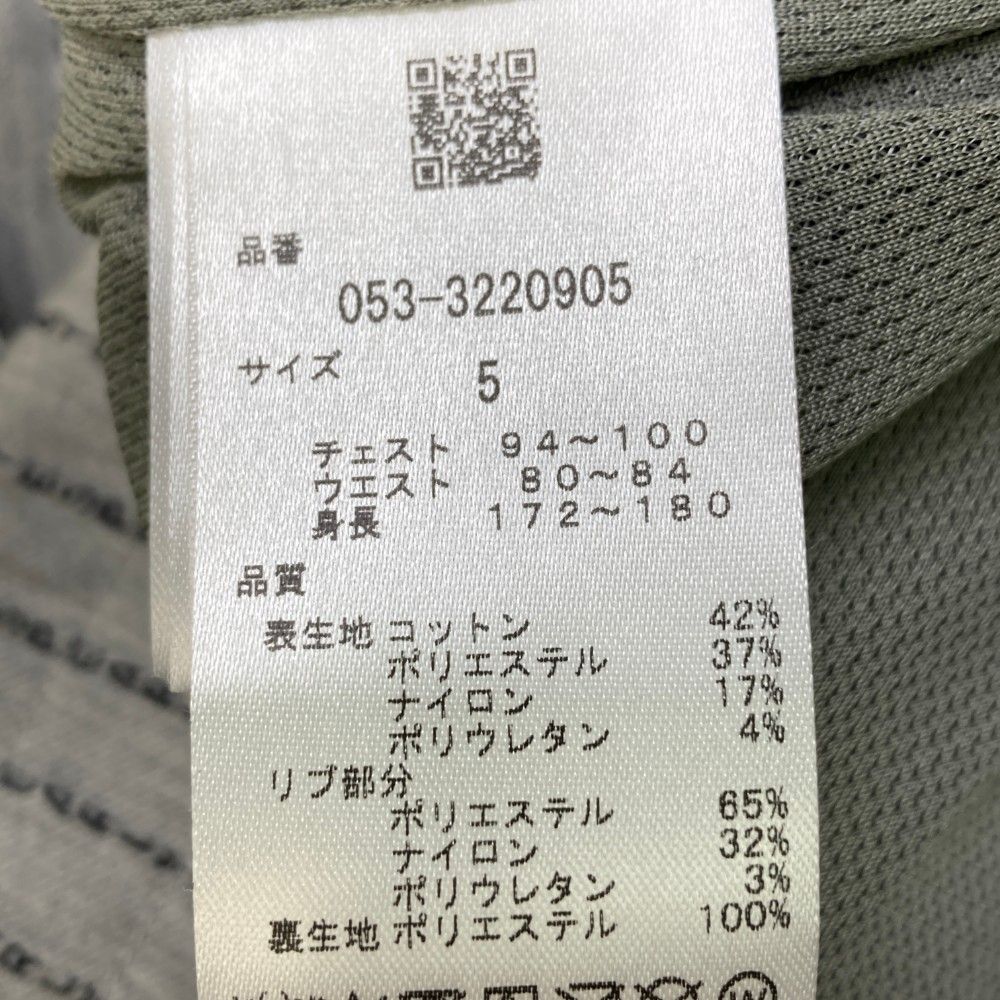 品番
053-3220905
サイズ 5
チェスト 94～100
ウエスト 80～84
身長 172～180
品質
表生地 コットン 42%
ポリエステル 37%
ナイロン 17%
ポリウレタン 4%
リブ部分
ポリエステル 65%
ナイロン 32%
ポリウレタン 3%
裏生地 ポリエステル 100%
W